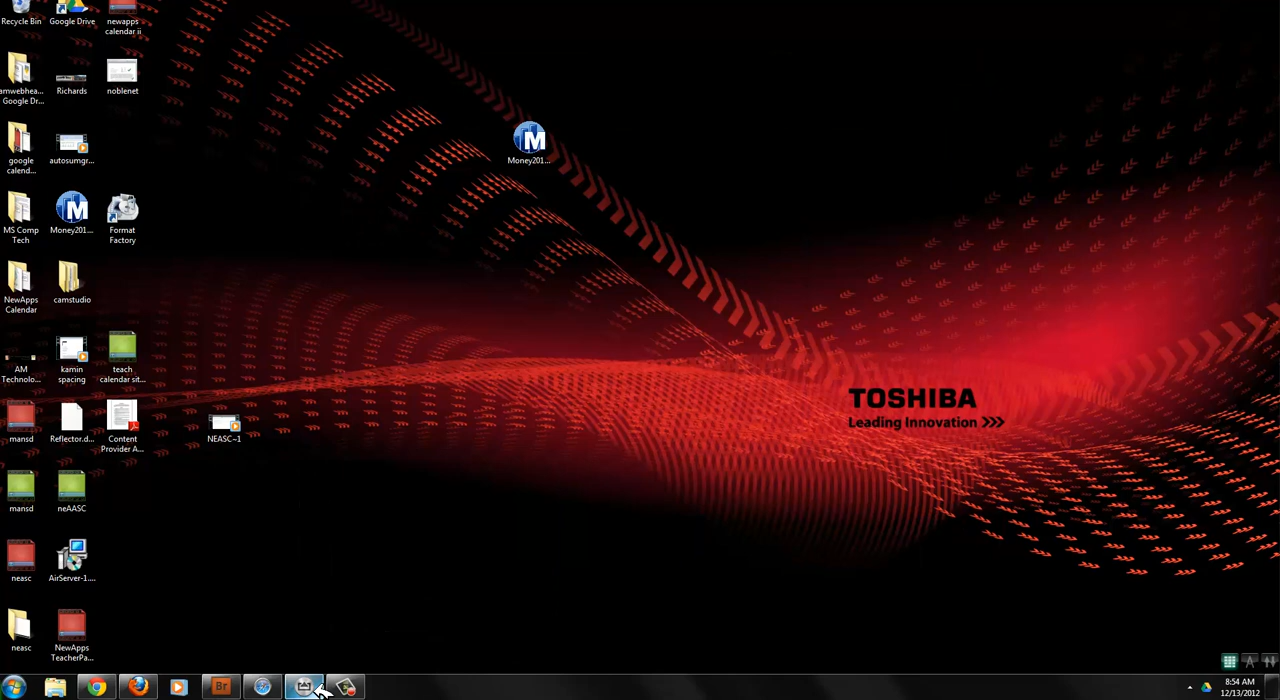 Recycle Bin
Google Drive
newapps
calendar ii
amwebhea...
Google Dr...
Richards
noblenet
google
calend...
autosumgr...
Money201...
MS Comp
Tech
Money201...
Format
Factory
NewApps
Calendar
camstudio
AM
Technolo...
kamin
spacing
teach
calendar sit...
mansd
Reflector.d...
Content
Provider A...
NEASC~1
TOSHIBA
Leading Innovation >>>
mansd
neAASC
neasc
AirServer-1....
neasc
NewApps
TeacherPa...
Br
8:54 AM
12/13/2012